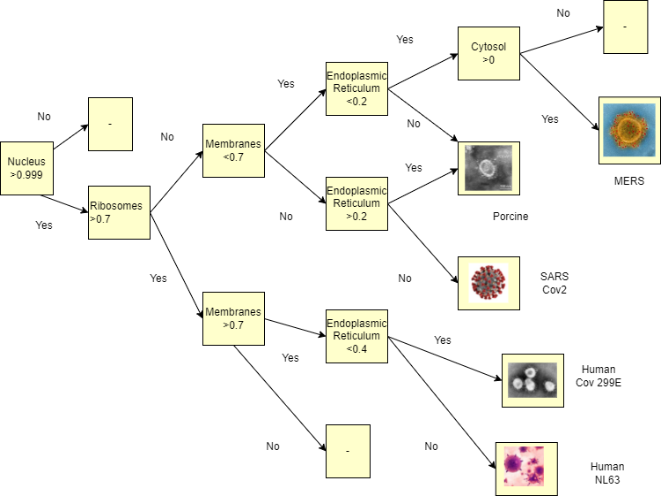 No
-
Yes
Cytosol
>0
Endoplasmic
Reticulum
<0.2
Yes
No
-
No
Yes
MERS
No
Membranes
<0.7
No
Yes
Porcine
Nucleus
>0.999
Yes
Ribosomes
>0.7
No
Endoplasmic
Reticulum
>0.2
No
SARS
Cov2
Yes
Membranes
>0.7
Yes
Endoplasmic
Reticulum
<0.4
Yes
Human
Cov 299E
No
-
No
Human
NL63